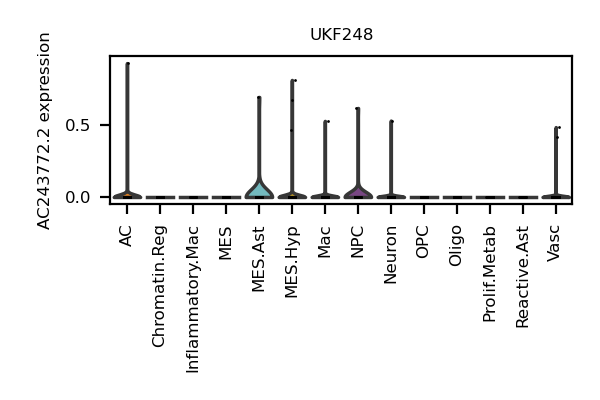 UKF248
AC243772.2 expression
0.5
0.0
AC
Chromatin.Reg
Inflammatory.Mac
MES
MES.Ast
MES.Hyp
Mac
NPC
Neuron
OPC
Oligo
Prolif.Metab
Reactive.Ast
Vasc